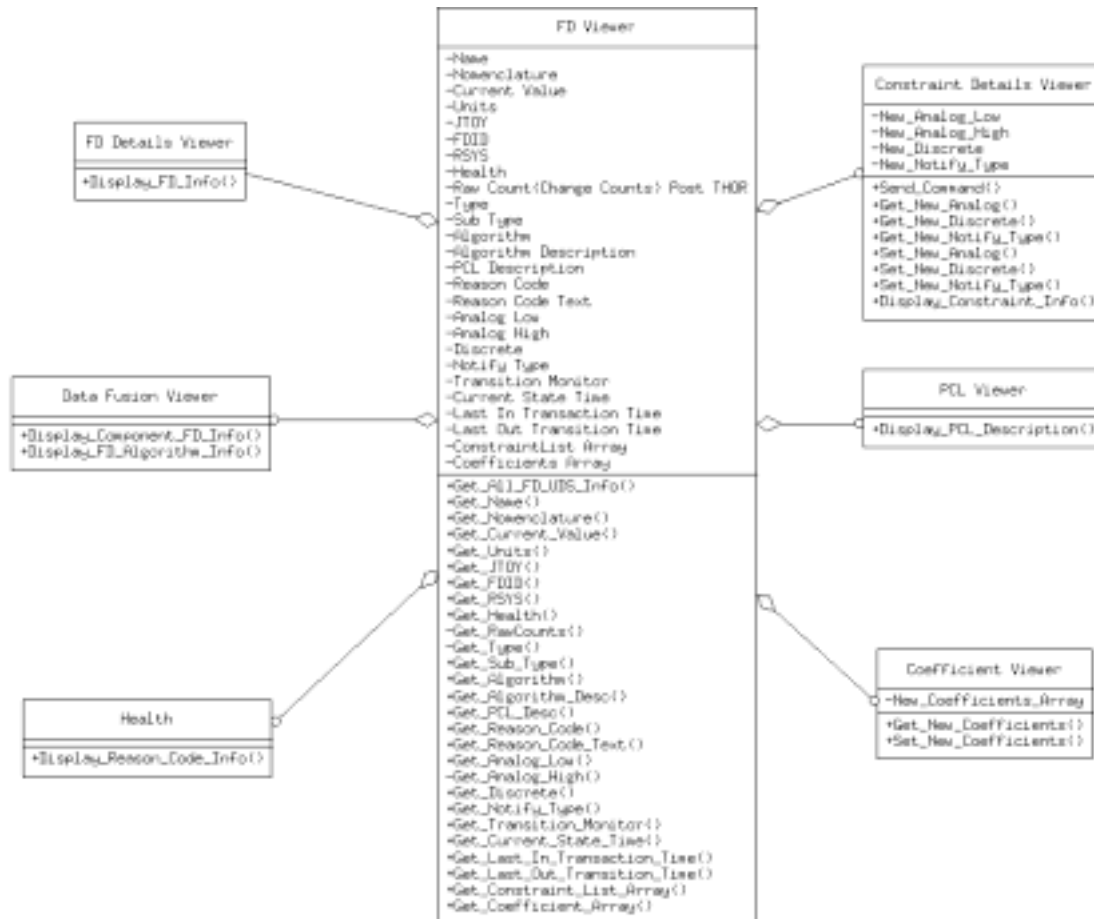 FD Viewer
-Name
-Nomenclature
-Current Value
-Units
-JTOY
-FDID
-RSYS
-Health
-Raw Count(Change Counts) Post THOR
-Type
-Sub Type
-Algorithm
-Algorithm Description
-PCL Description
-Reason Code
-Reason Code Text
-Analog Low
-Analog High
-Discrete
-Notify Type
-Transition Monitor
-Current State Time
-Last In Transaction Time
-Last Out Transition Time
-ConstraintList Array
-Coefficients Array
+Get_All_FD_UDS_Info()
+Get_Name()
+Get_Nomenclature()
+Get_Current_Value()
+Get_Units()
+Get_JTOY()
+Get_FDID()
+Get_RSYS()
+Get_Health()
-Get_RawCounts()
-Get_Type()
+Get_Sub_Type()
+Get_Algorithm()
+Get_Algorithm_Desc()
+Get_PCL_Desc()
+Get_Reason_Code()
+Get_Reason_Code_Text()
+Get_Analog_Low()
-Get_Analog_High()
+Get_Discrete()
+Get_Notify_Type()
+Get_Transition_Monitor()
+Get_Current_State_Time()
+Get_Last_In_Transaction_Time()
+Get_Last_Out_Transition_Time()
+Get_Constraint_List_Array()
+Get_Coefficient_Array()
FD Details Viewer
+Display_FD_Info()
Data Fusion Viewer
+Display_Component_FD_Info()
+Display_FD_Algorithm_Info()
Health
+Display_Reason_Code_Info()
Constraint Details Viewer
-New_Analog_Low
-New_Analog_High
-New_Discrete
-New_Notify_Type
+Send_Command()
+Get_New_Analog()
+Get_New_Discrete()
+Get_New_Notify_Type()
+Set_New_Analog()
+Set_New_Discrete()
+Set_New_Notify_Type()
+Display_Constraint_Info()
PCL Viewer
+Display_PCL_Description()
Coefficient Viewer
-New_Coefficients_Array
+Get_New_Coefficients()
+Set_New_Coefficients()